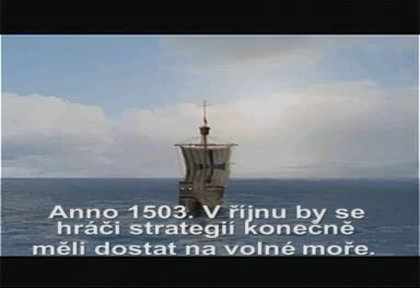 Anno 1503. V říjnu by se
hráči strategií konečně
měli dostat na volné moře.